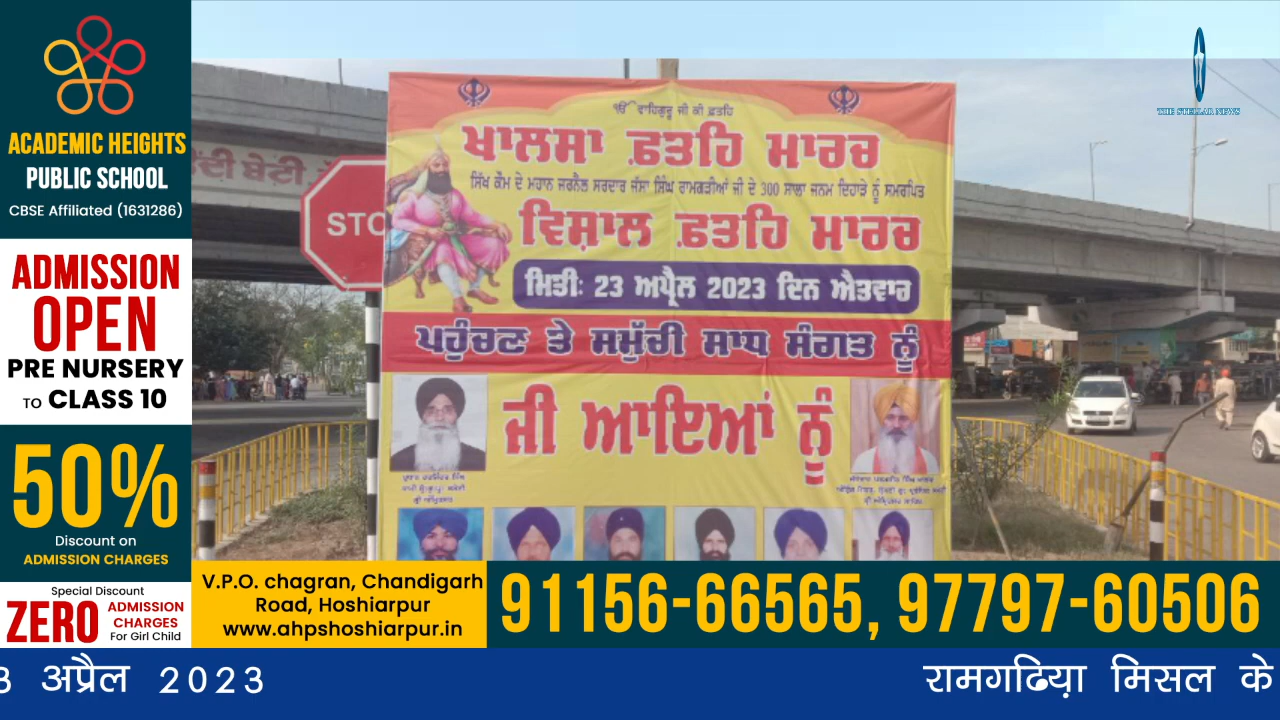 ACADEMIC HEIGHTS
PUBLIC SCHOOL
CBSE Affiliated (1631286)
ADMISSION
OPEN
PRE NURSERY
TO CLASS 10
50%
Discount on
ADMISSION CHARGES
Special Discount
ZERO ADMISSION
CHARGES
For Girl Child
THE STELLAR NEWS
STO
ੴ ਵਾਹਿਗੁਰੂ ਜੀ ਕੀ ਫ਼ਤਹਿ
ਖਾਲਸਾ ਫ਼ਤਹਿ ਮਾਰਚ
ਸਿੱਖ ਕੌਮ ਦੇ ਮਹਾਨ ਜਰਨੈਲ ਸਰਦਾਰ ਜੱਸਾ ਸਿੰਘ ਰਾਮਗੜੀਆਂ ਜੀ ਦੇ 300 ਸਾਲਾ ਜਨਮ ਦਿਹਾੜੇ ਨੂੰ ਸਮਰਪਿਤ
ਵਿਸ਼ਾਲ ਫ਼ਤਹਿ ਮਾਰਚ
ਮਿਤੀ: 23 ਅਪ੍ਰੈਲ 2023 ਦਿਨ ਐਤਵਾਰ
ਪਹੁੰਚਣ ਤੇ ਸਮੁੱਚੀ ਸਾਧ ਸੰਗਤ ਨੂੰ
ਜੀ ਆਇਆਂ ਨੂੰ
V.P.O. chagran, Chandigarh
Road, Hoshiarpur
www.ahpshoshiarpur.in
91156-66565, 97797-60506
3 अप्रैल 2023
रामगढिय़ा मिसल के